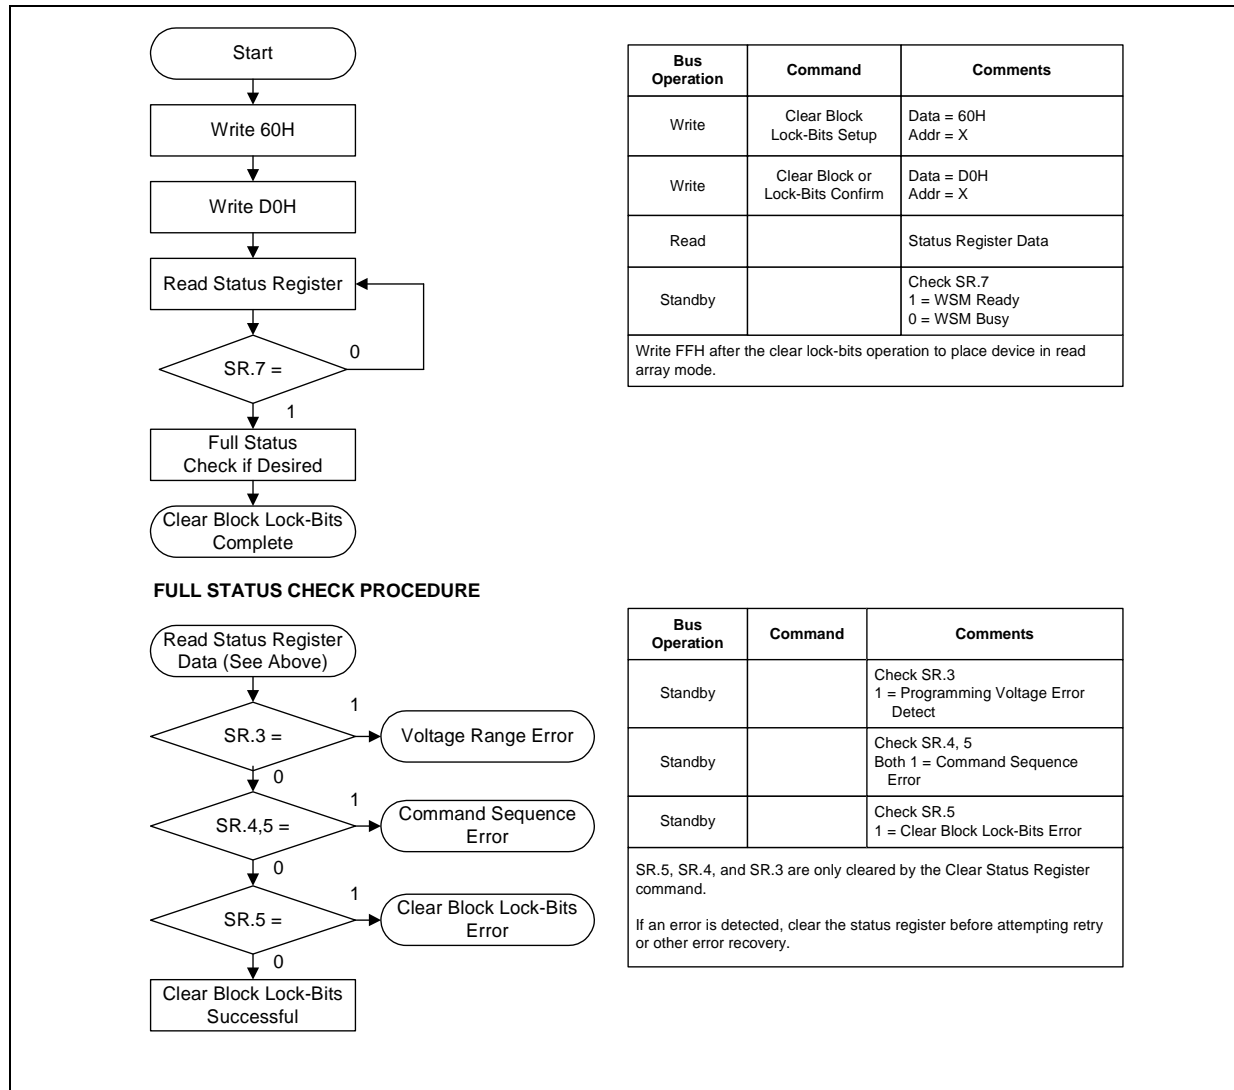 Start
Write 60H
Write D0H
Read Status Register
SR.7 =
0
1
Full Status
Check if Desired
Clear Block Lock-Bits
Complete
Bus
Operation
Command
Comments
Write
Clear Block
Lock-Bits Setup
Data = 60H
Addr = X
Write
Clear Block or
Lock-Bits Confirm
Data = D0H
Addr = X
Read
Status Register Data
Standby
Check SR.7
1 = WSM Ready
0 = WSM Busy
Write FFH after the clear lock-bits operation to place device in read
array mode.
FULL STATUS CHECK PROCEDURE
Read Status Register
Data (See Above)
SR.3 =
1
Voltage Range Error
0
SR.4,5 =
1
Command Sequence
Error
0
SR.5 =
1
Clear Block Lock-Bits
Error
0
Clear Block Lock-Bits
Successful
Bus
Operation
Command
Comments
Standby
Check SR.3
1 = Programming Voltage Error
Detect
Standby
Check SR.4, 5
Both 1 = Command Sequence
Error
Standby
Check SR.5
1 = Clear Block Lock-Bits Error
SR.5, SR.4, and SR.3 are only cleared by the Clear Status Register
command.
If an error is detected, clear the status register before attempting retry
or other error recovery.